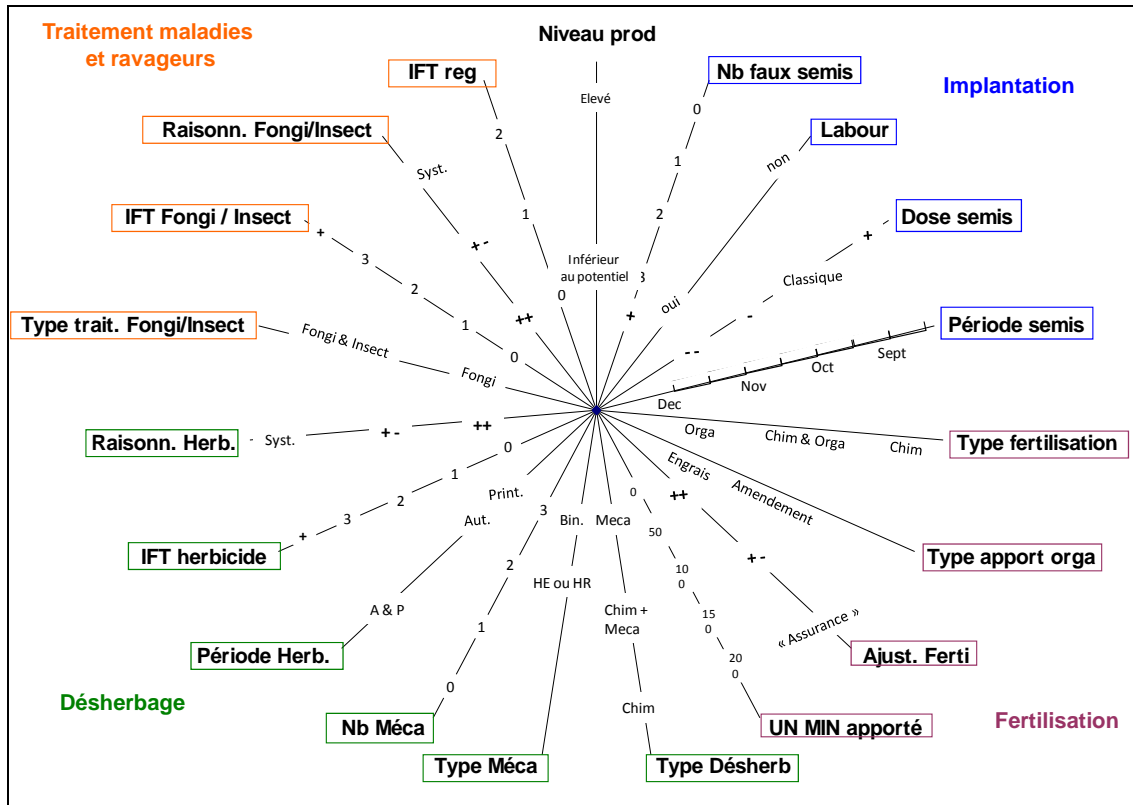 Traitement maladies
et ravageurs
Niveau prod
Elevé
Inférieur
au potentiel
Implantation
Nb faux semis
0
1
2
3
+
Labour
non
oui
Dose semis
+
Classique
-
--
Période semis
Sept
Oct
Nov
Dec
Type fertilisation
Chim
Chim & Orga
Orga
Type apport orga
Amendement
Engrais
Ajust. Ferti
« Assurance »
+-
++
UN MIN apporté
20
0
15
0
10
0
50
0
Fertilisation
Type Désherb
Chim
Chim +
Meca
Meca
Type Méca
HE ou HR
Bin.
Nb Méca
0
1
2
3
Désherbage
Période Herb.
A & P
Aut.
Print.
IFT herbicide
+
3
2
1
0
Raisonn. Herb.
Syst.
+-
++
Type trait. Fongi/Insect
Fongi & Insect
Fongi
IFT Fongi / Insect
+
3
2
1
0
Raisonn. Fongi/Insect
Syst.
+-
++
IFT reg
2
1
0